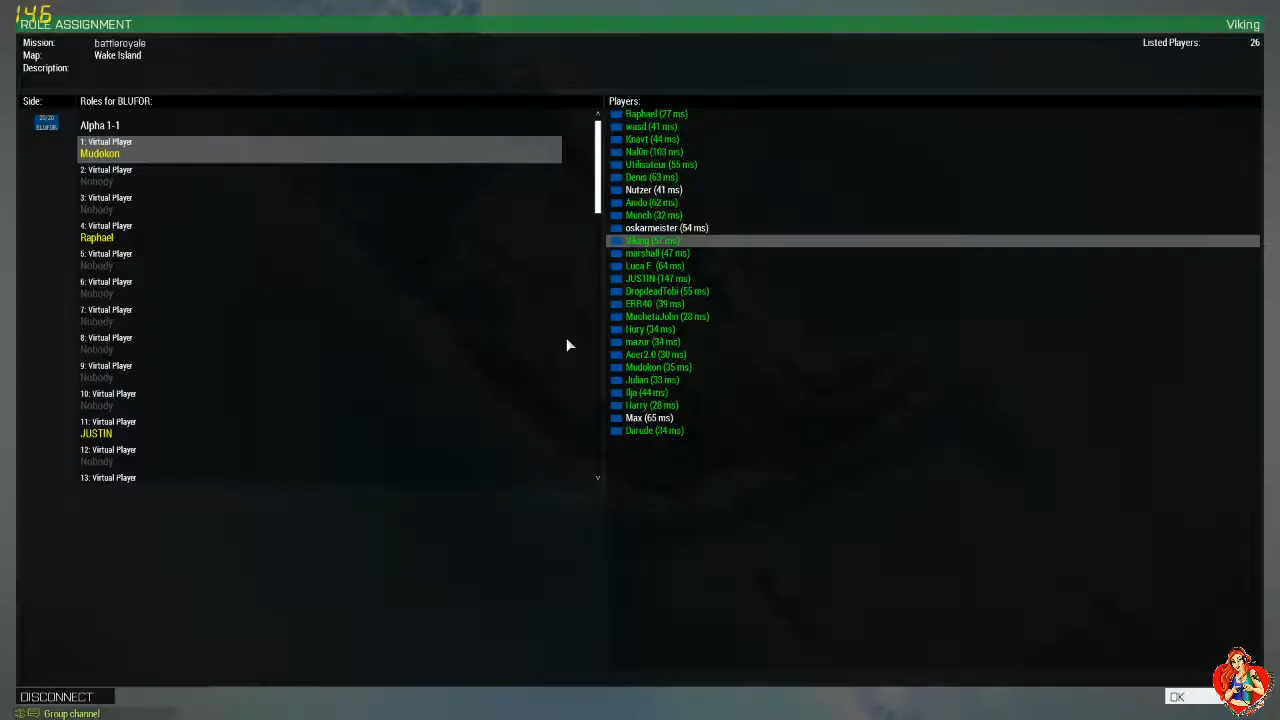 146
ROLE ASSIGNMENT
Viking
Mission: battleroyale
Listed Players: 26
Map: Wake Island
Description:
Side:
Roles for BLUFOR:
Players:
BLUFOR
Alpha 1-1
1: Virtual Player
Mudokon
2: Virtual Player
Nobody
3: Virtual Player
Nobody
4: Virtual Player
Raphael
5: Virtual Player
Nobody
6: Virtual Player
Nobody
7: Virtual Player
Nobody
8: Virtual Player
Nobody
9: Virtual Player
Nobody
10: Virtual Player
Nobody
11: Virtual Player
JUSTIN
12: Virtual Player
Nobody
13: Virtual Player
Raphael (27 ms)
wasd (41 ms)
Knavt (44 ms)
Nal0n (103 ms)
Utilisateur (55 ms)
Denis (63 ms)
Nutzer (41 ms)
Anido (62 ms)
Munch (32 ms)
oskarmeister (54 ms)
Viking (57 ms)
marshall (47 ms)
Luca F (64 ms)
JUSTIN (147 ms)
DropdeadTobi (55 ms)
ERR40 (39 ms)
MachetaJohn (28 ms)
Hury (34 ms)
mazur (34 ms)
Acer2.0 (30 ms)
Mudokon (35 ms)
Julian (33 ms)
Ilja (44 ms)
Harry (28 ms)
Max (65 ms)
Darude (34 ms)
DISCONNECT
OK
Group channel